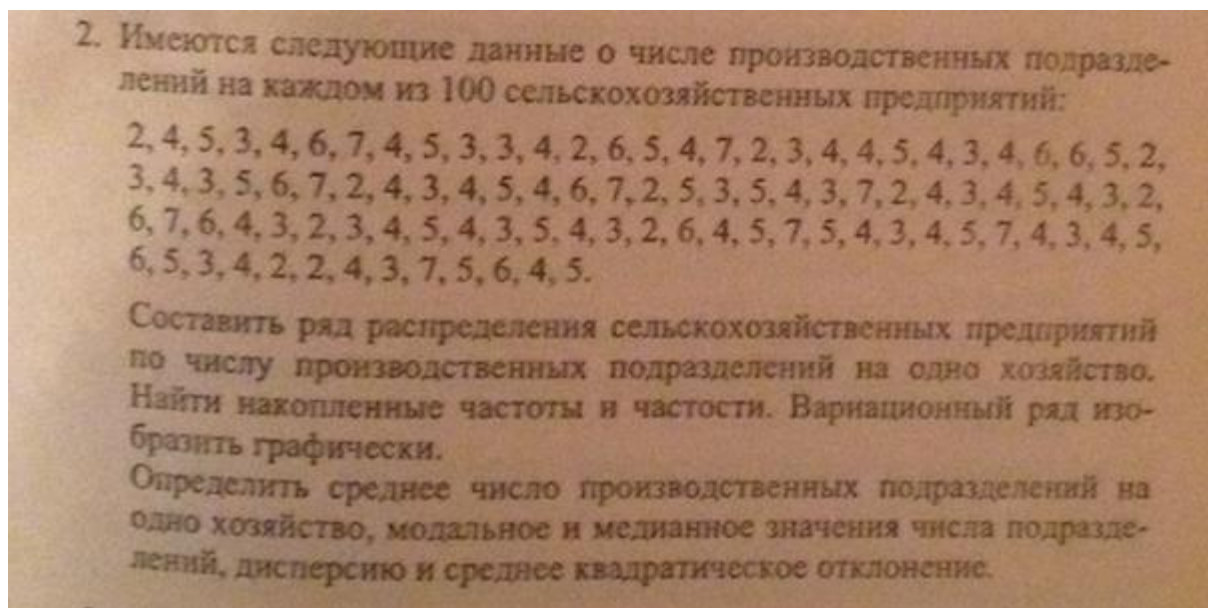 2. Имеются следующие данные о числе производственных подразде-
лений на каждом из 100 сельскохозяйственных предприятий:
2, 4, 5, 3, 4, 6, 7, 4, 5, 3, 3, 4, 2, 6, 5, 4, 7, 2, 3, 4, 4, 5, 4, 3, 4, 6, 6, 5, 2,
3, 4, 3, 5, 6, 7, 2, 4, 3, 4, 5, 4, 6, 7, 2, 5, 3, 5, 4, 3, 7, 2, 4, 3, 4, 5, 4, 3, 2,
6, 7, 6, 4, 3, 2, 3, 4, 5, 4, 3, 5, 4, 3, 2, 6, 4, 5, 7, 5, 4, 3, 4, 5, 7, 4, 3, 4, 5,
6, 5, 3, 4, 2, 2, 4, 3, 7, 5, 6, 4, 5.
Составить ряд распределения сельскохозяйственных предприятий
по числу производственных подразделений на одно хозяйство.
Найти накопленные частоты и частости. Вариационный ряд изо-
бразить графически.
Определить среднее число производственных подразделений на
одно хозяйство, модальное и медианное значения числа подразде-
лений, дисперсию и среднее квадратическое отклонение.